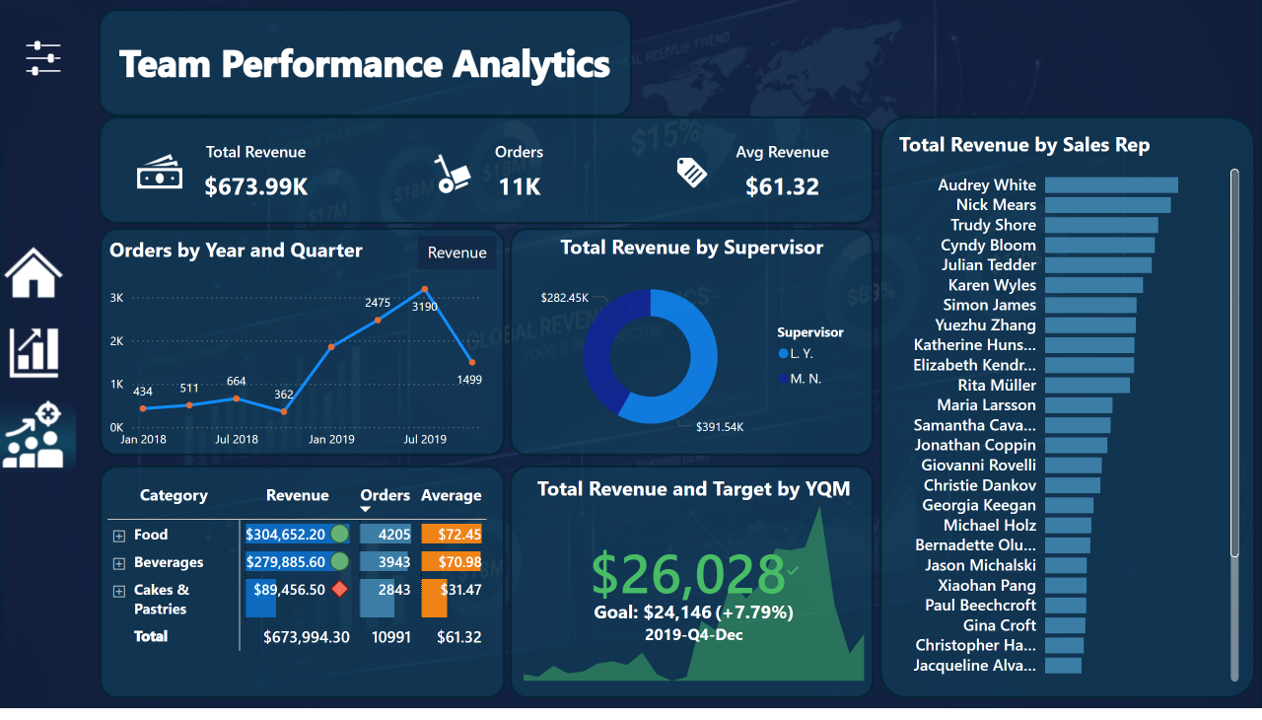 Team Performance Analytics
Total Revenue
$673.99K
Orders
11K
Avg Revenue
$61.32
Orders by Year and Quarter
Revenue
3K
2K
1K
0K
434
511
664
362
2475
3190
1499
Jan 2018
Jul 2018
Jan 2019
Jul 2019
Total Revenue by Supervisor
$282.45K
$391.54K
Supervisor
L. Y.
M. N.
Category Revenue Orders Average
Food $304,652.20 4205 $72.45
Beverages $279,885.60 3943 $70.98
Cakes & $89,456.50 2843 $31.47
Pastries
Total $673,994.30 10991 $61.32
Total Revenue and Target by YQM
$26,028
Goal: $24,146 (+7.79%)
2019-Q4-Dec
Total Revenue by Sales Rep
Audrey White
Nick Mears
Trudy Shore
Cyndy Bloom
Julian Tedder
Karen Wyles
Simon James
Yuezhu Zhang
Katherine Huns...
Elizabeth Kendr...
Rita Müller
Maria Larsson
Samantha Cava...
Jonathan Coppin
Giovanni Rovelli
Christie Dankov
Georgia Keegan
Michael Holz
Bernadette Olu...
Jason Michalski
Xiaohan Pang
Paul Beechcroft
Gina Croft
Christopher Ha...
Jacqueline Alva...